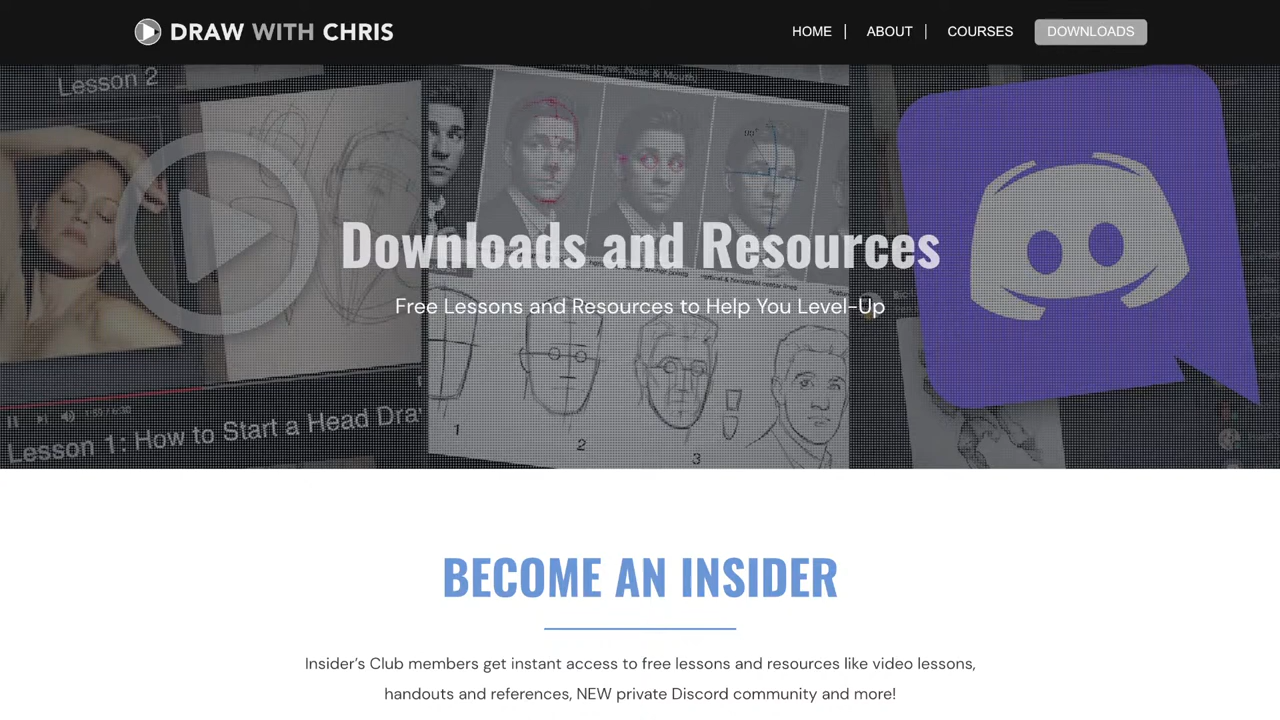 DRAW WITH CHRIS
HOME
ABOUT
COURSES
DOWNLOADS
Lesson 2
Nose & Mouth,
Downloads and Resources
Free Lessons and Resources to Help You Level-Up
1
2
3
Lesson 1: How to Start a Head Dra
BECOME AN INSIDER
Insider's Club members get instant access to free lessons and resources like video lessons,
handouts and references, NEW private Discord community and more!